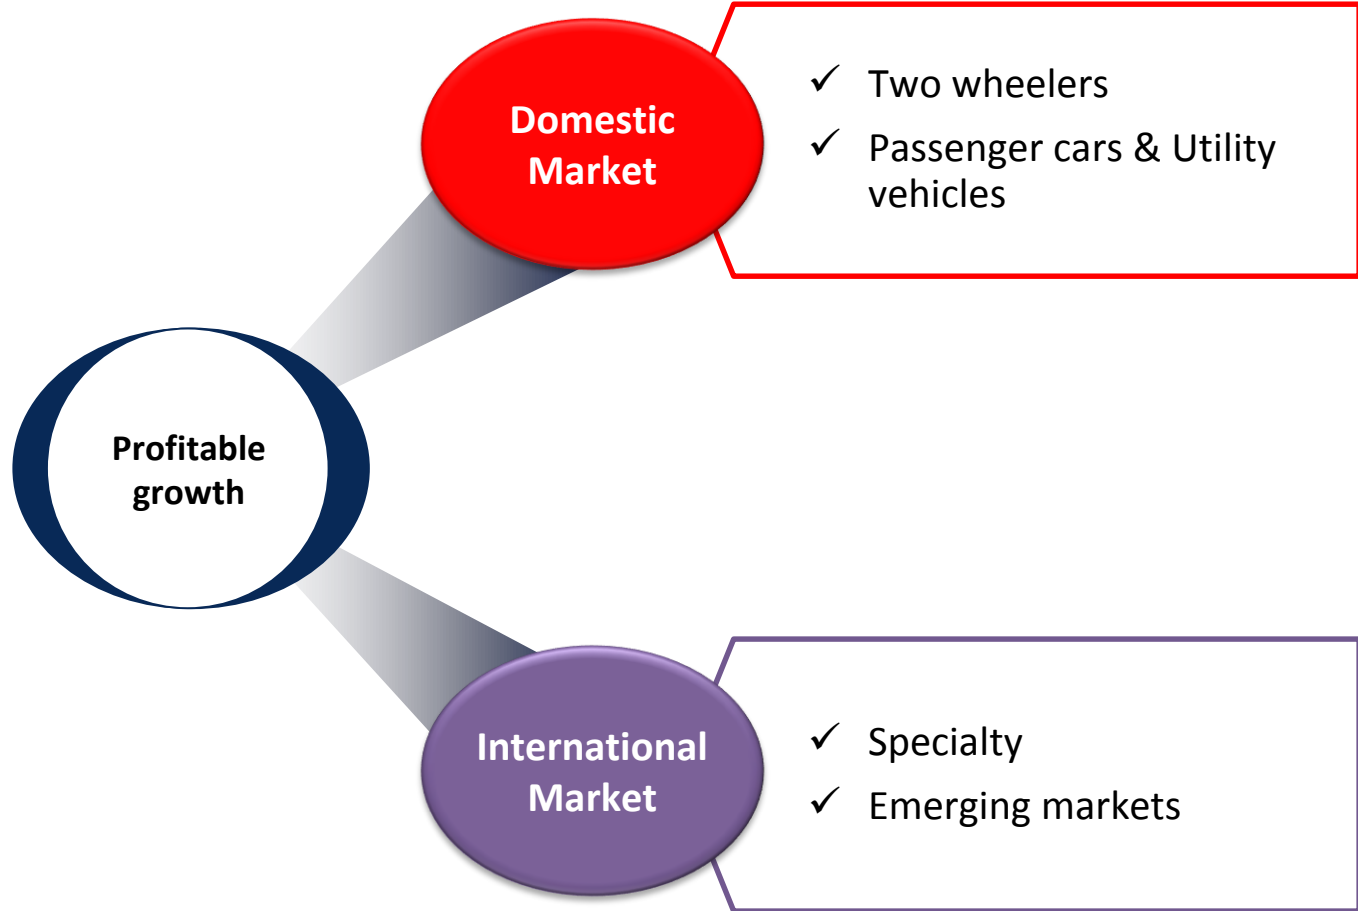 Domestic
Market
✓ Two wheelers
✓ Passenger cars & Utility
vehicles
Profitable
growth
International
Market
✓ Specialty
✓ Emerging markets